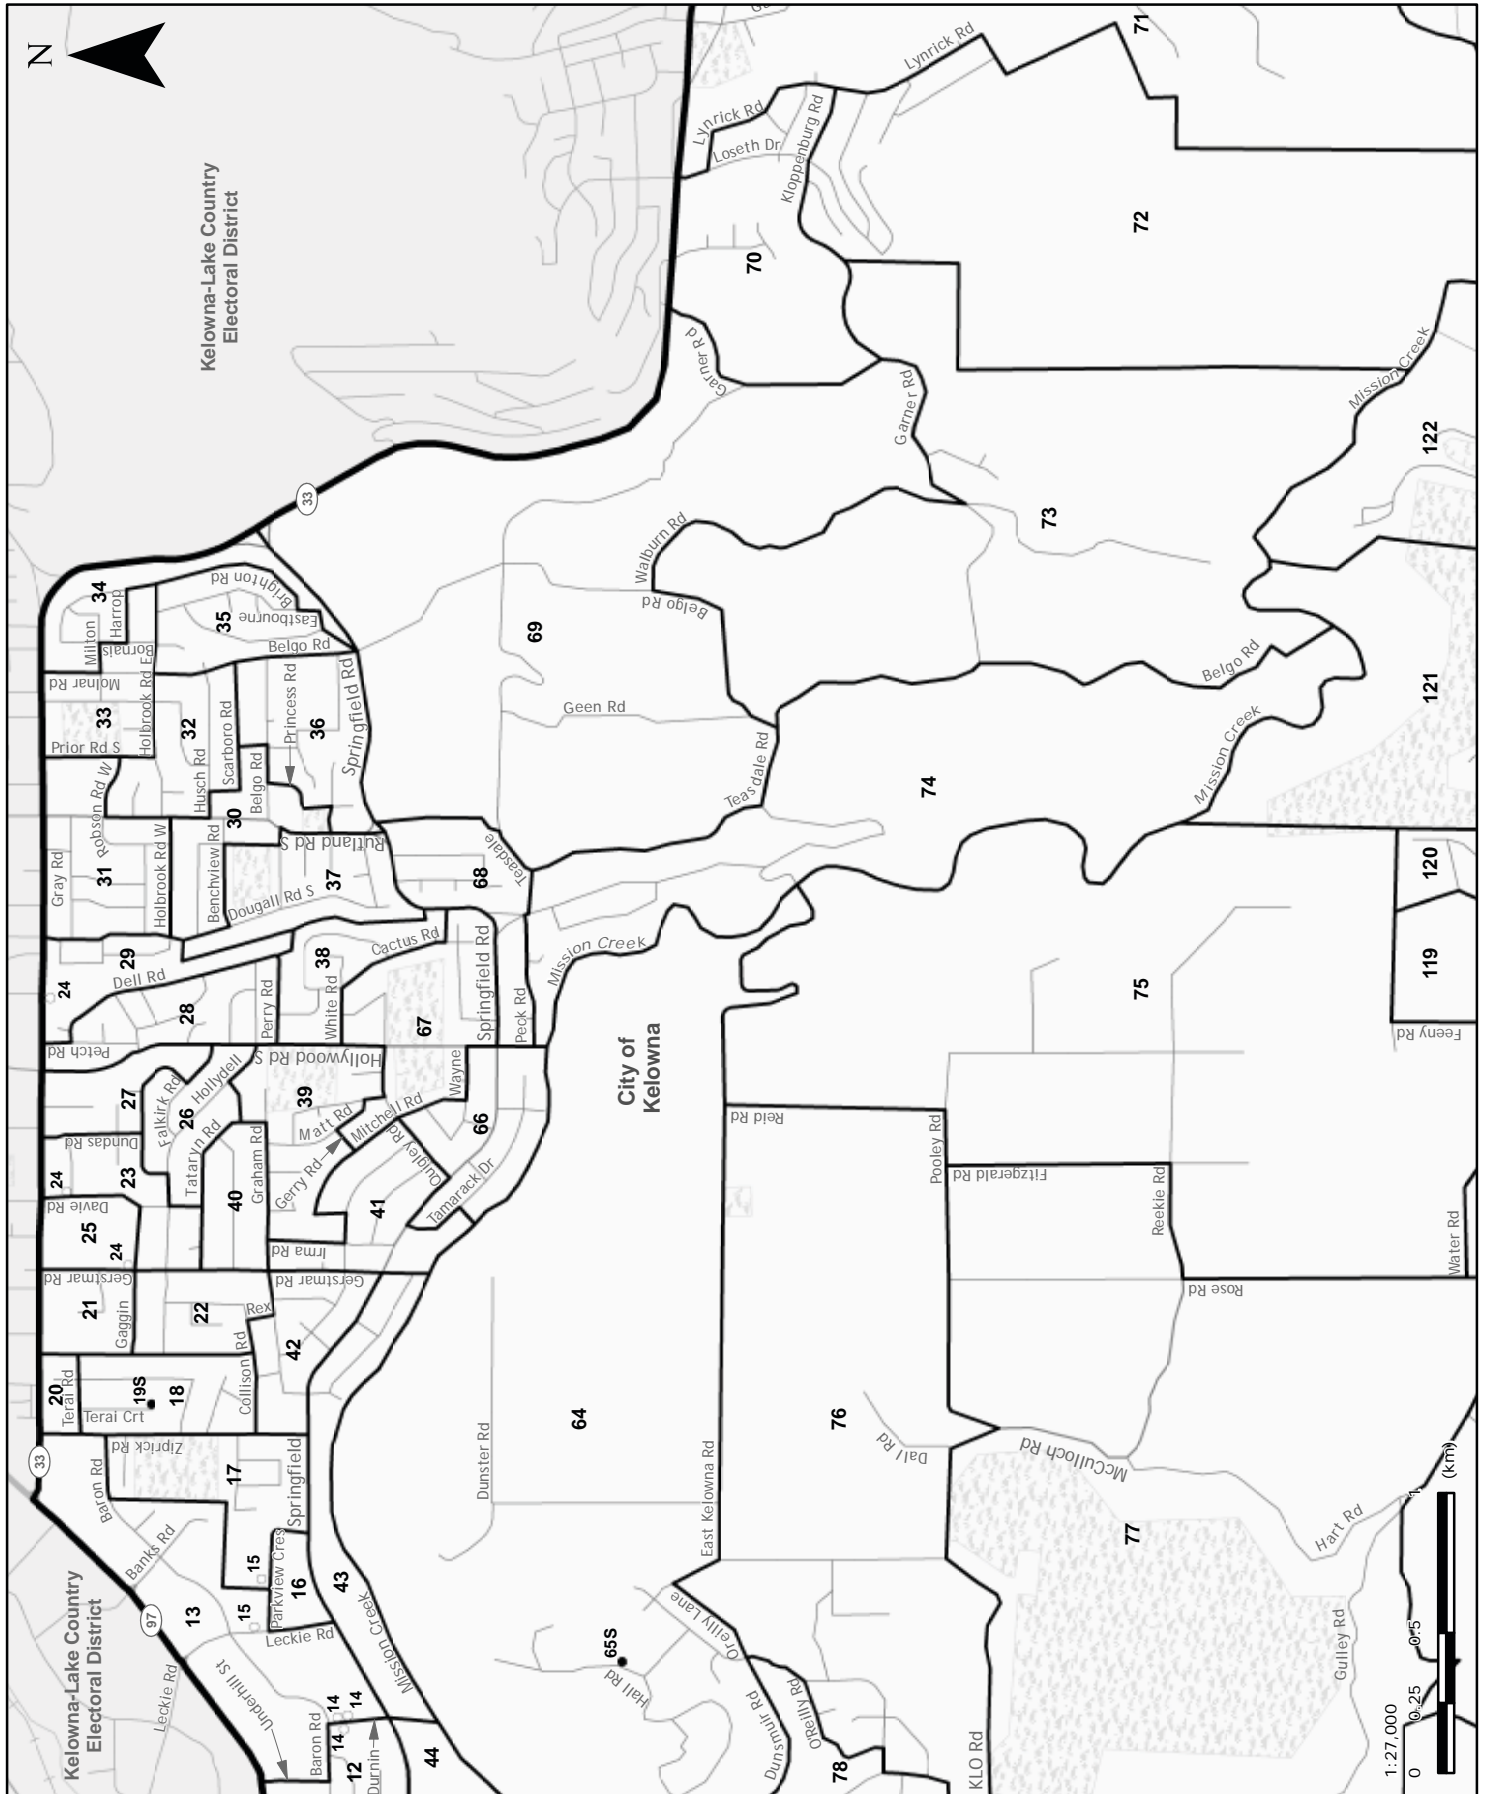 N
Kelowna-Lake Country
Electoral District
71
Lynrick Rd
Lynrick Rd
Loseth Dr
Kloppenburg Rd
72
70
Garner Rd
Garner Rd
Mission Creek
122
33
73
Walburn Rd
Belgo Rd
34
Harrop
Milton
Bornais
Brighton Rd
35
Eastbourne
Belgo Rd
69
Molnar Rd
33
Holbrook Rd E
Prior Rd S
32
Husch Rd
Scarboro Rd
Princess Rd
36
Springfield Rd
Belgo Rd
30
Geen Rd
Teasdale Rd
Belgo Rd
121
Mission Creek
74
Robson Rd W
Gray Rd
31
Holbrook Rd W
Benchview Rd
Rutland Rd S
37
Dougall Rd S
68
Teasdale
120
119
Feeny Rd
75
24
29
Dell Rd
28
Perry Rd
38
White Rd
Cactus Rd
67
Springfield Rd
Peck Rd
Mission Creek
City of
Kelowna
Petch Rd
27
Falkirk Rd
26
Hollydell
Hollywood Rd S
39
Matt Rd
Mitchell Rd
Wayne
66
Dundas Rd
24
23
Tataryn Rd
40
Graham Rd
Gerry Rd
41
Quigley Rd
Tamarack Dr
Davie Rd
25
24
Irma Rd
Reid Rd
Pooley Rd
Fitzgerald Rd
Reekie Rd
Water Rd
Rose Rd
Gerstmar Rd
Gerstmar Rd
21
Gaggin
22
Rex
42
Collison Rd
20
Terai Rd
19S
18
Terai Crt
33
Ziprick Rd
Baron Rd
17
Springfield
Banks Rd
15
Parkview Cres
16
43
15
13
97
Leckie Rd
Leckie Rd
Kelowna-Lake Country
Electoral District
Underhill St
14
14
14
Baron Rd
12
Durnin
44
Mission Creek
64
Dunster Rd
East Kelowna Rd
76
Dall Rd
McCulloch Rd
77
Hart Rd
Gulley Rd
65S
Hall Rd
Oreilly Lane
Dunsmuir Rd
OReilly Rd
78
KLO Rd
1:27,000
0
0.25
0.5
1
(km)